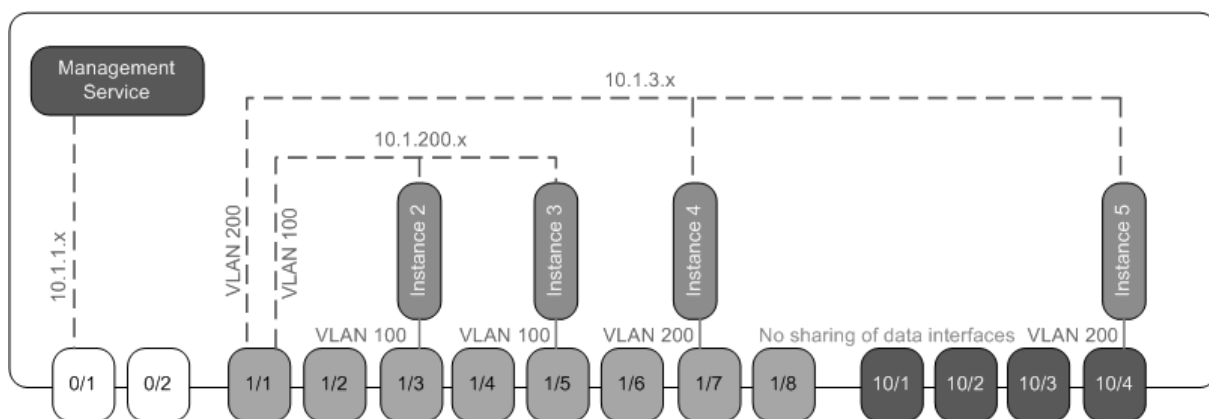 Management
Service
10.1.3.x
10.1.200.x
10.1.1.x
VLAN 200
VLAN 100
Instance 2
Instance 3
Instance 4
Instance 5
VLAN 100
VLAN 100
VLAN 200
No sharing of data interfaces
VLAN 200
0/1
0/2
1/1
1/2
1/3
1/4
1/5
1/6
1/7
1/8
10/1
10/2
10/3
10/4